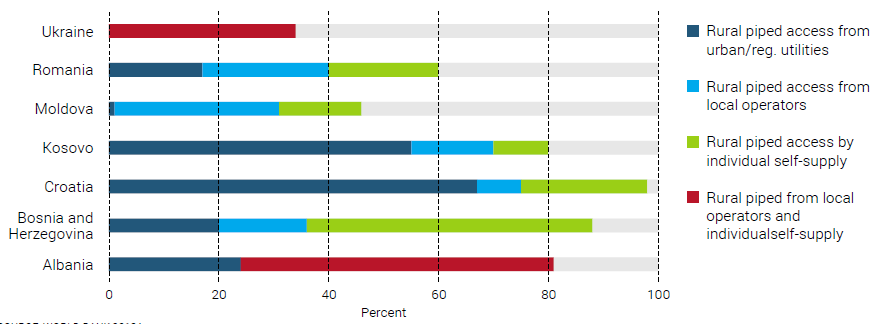 Ukraine
Romania
Moldova
Kosovo
Croatia
Bosnia and
Herzegovina
Albania
0 20 40 60 80 100
Percent
Rural piped access from
urban/reg. utilities
Rural piped access from
local operators
Rural piped access by
individual self-supply
Rural piped from local
operators and
individualself-supply